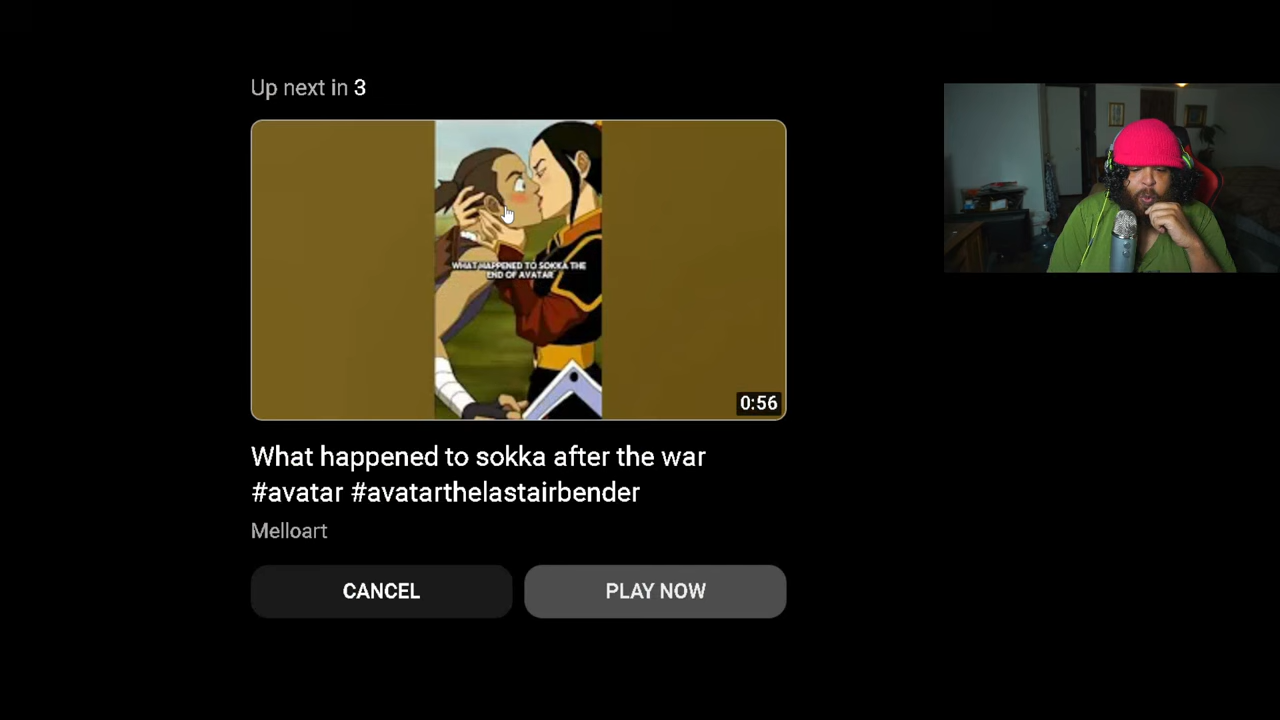 Up next in 3
WHAT HAPPENED TO SOKKA THE
END OF AVATAR
0:56
What happened to sokka after the war
#avatar #avatarthelastairbender
Melloart
CANCEL
PLAY NOW